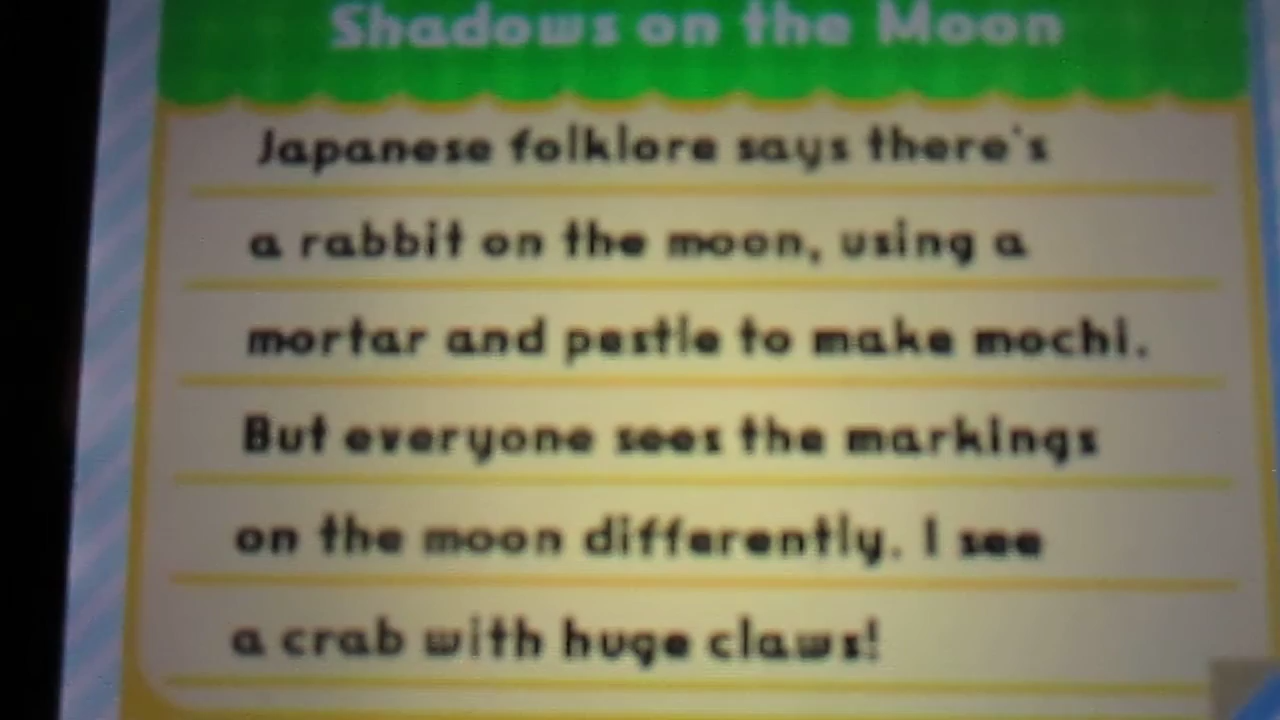 Shadows on the Moon
Japanese folklore says there's
a rabbit on the moon, using a
mortar and pestle to make mochi.
But everyone sees the markings
on the moon differently. I see
a crab with huge claws!